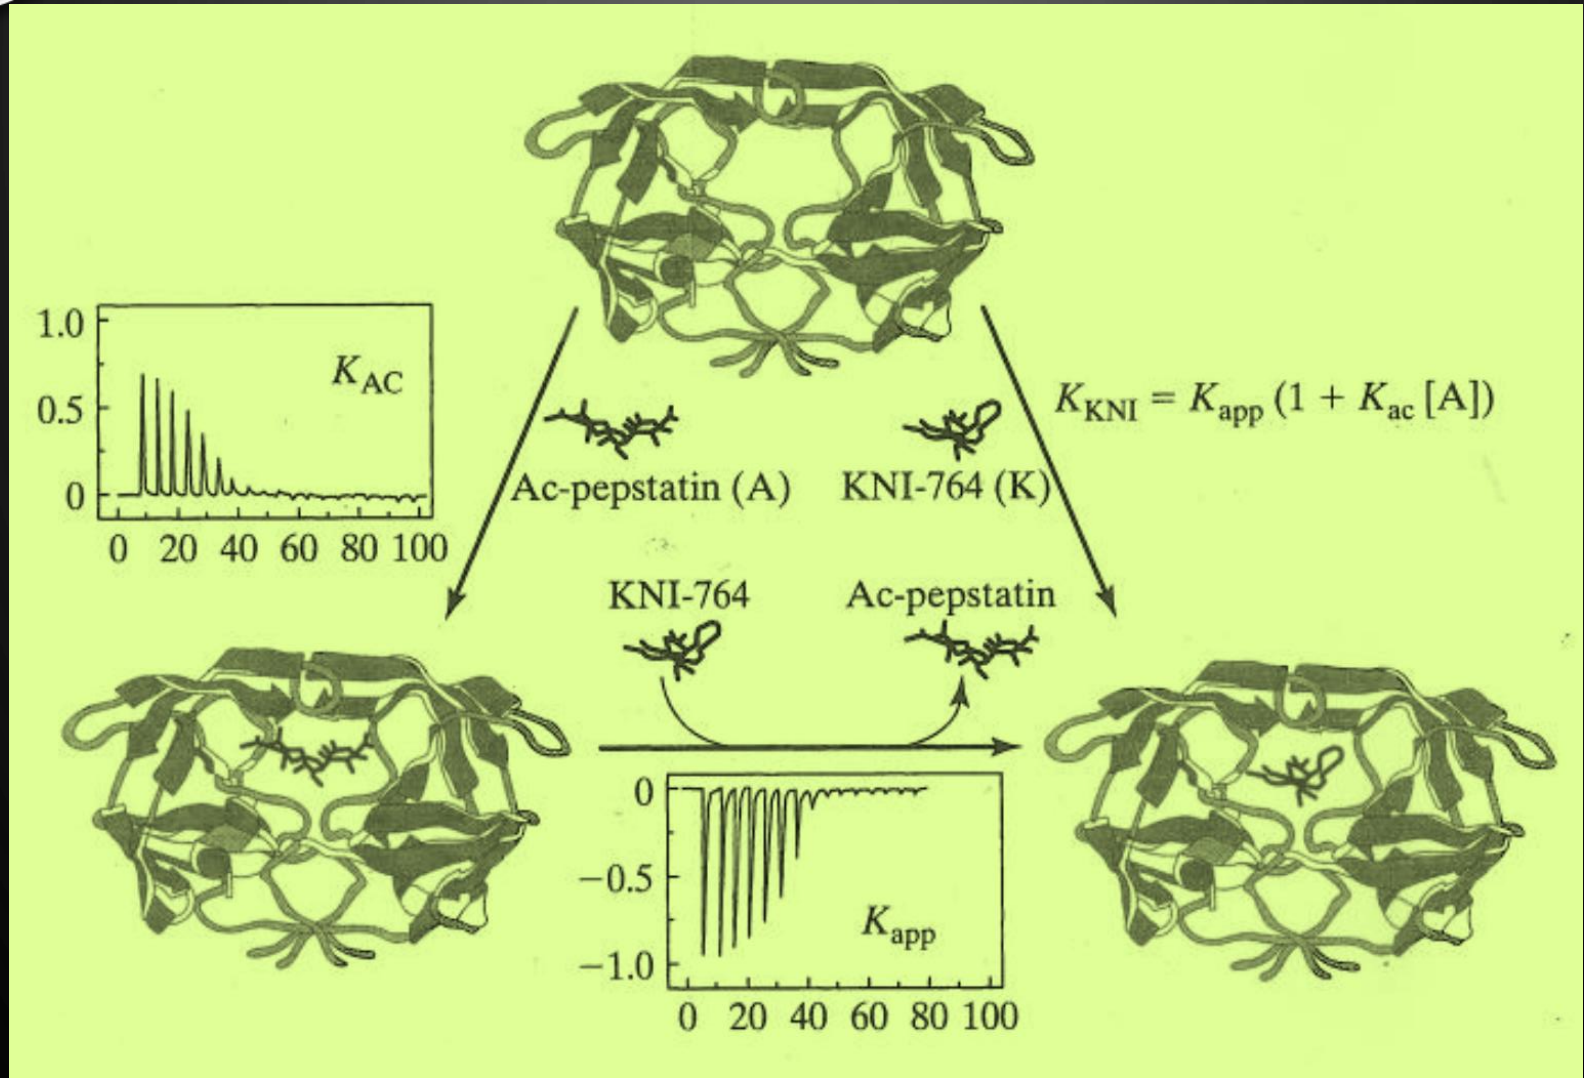 1.0
0.5
0
K_AC
0 20 40 60 80 100
K_KNI = K_app (1 + K_ac [A])
Ac-pepstatin (A)
KNI-764 (K)
KNI-764
Ac-pepstatin
0
−0.5
−1.0
K_app
0 20 40 60 80 100